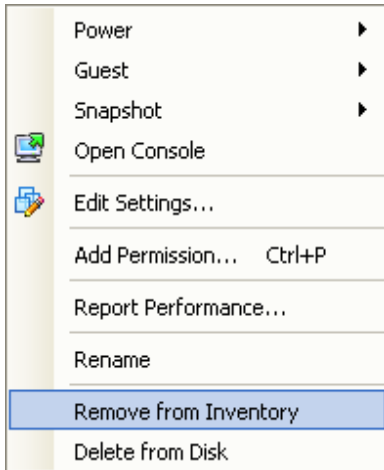 Power
Guest
Snapshot
Open Console
Edit Settings...
Add Permission... Ctrl+P
Report Performance...
Rename
Remove from Inventory
Delete from Disk